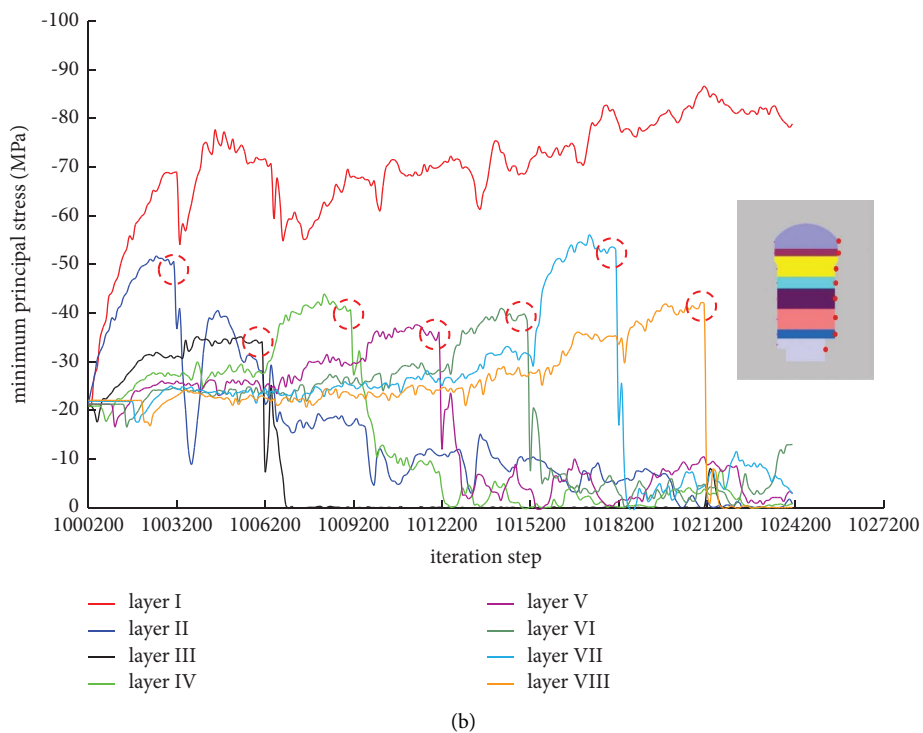 -100
-90
-80
-70
-60
-50
-40
-30
-20
-10
0
minimum principal stress (MPa)
1000200 1003200 1006200 1009200 1012200 1015200 1018200 1021200 1024200 1027200
iteration step
layer I
layer II
layer III
layer IV
layer V
layer VI
layer VII
layer VIII
(b)